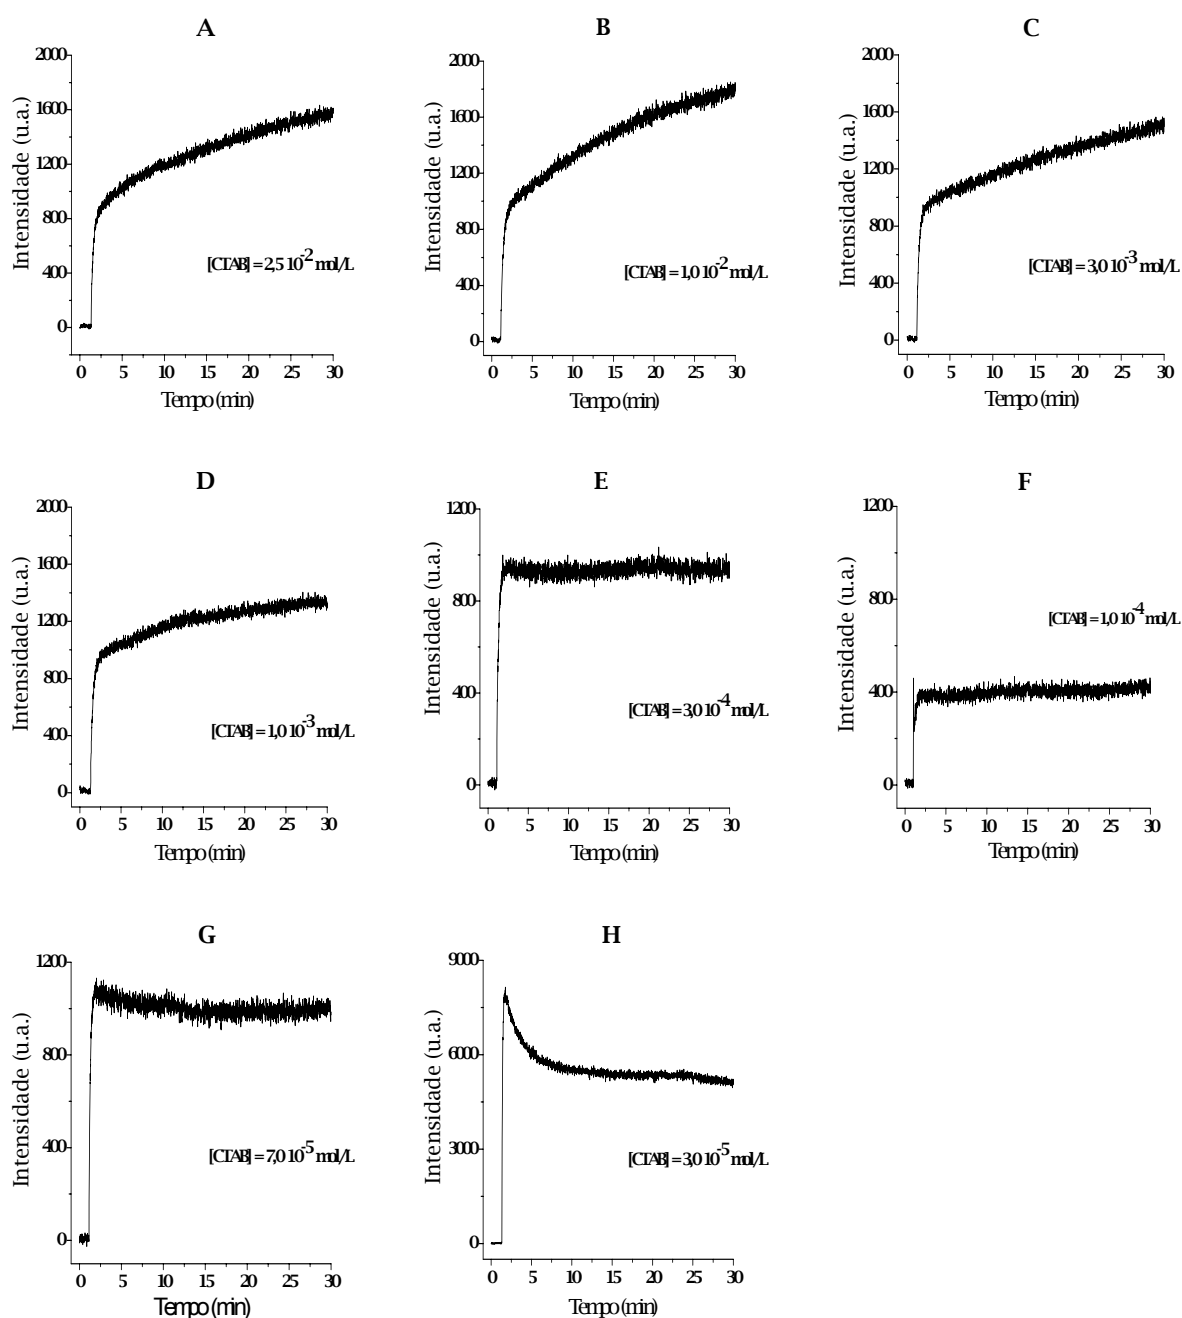 A
2000
1600
1200
800
400
0
Intensidade (u.a.)
[CTAB] = 2,5 10-2 mol/L
0 5 10 15 20 25 30
Tempo (min)
B
2000
1600
1200
800
400
0
Intensidade (u.a.)
[CTAB] = 1,0 10-2 mol/L
0 5 10 15 20 25 30
Tempo (min)
C
2000
1600
1200
800
400
0
Intensidade (u.a.)
[CTAB] = 3,0 10-3 mol/L
0 5 10 15 20 25 30
Tempo (min)
D
2000
1600
1200
800
400
0
Intensidade (u.a.)
[CTAB] = 1,0 10-3 mol/L
0 5 10 15 20 25 30
Tempo (min)
E
1200
800
400
0
Intensidade (u.a.)
[CTAB] = 3,0 10-4 mol/L
0 5 10 15 20 25 30
Tempo (min)
F
1200
800
400
0
Intensidade (u.a.)
[CTAB] = 1,0 10-4 mol/L
0 5 10 15 20 25 30
Tempo (min)
G
1200
800
400
0
Intensidade (u.a.)
[CTAB] = 7,0 10-5 mol/L
0 5 10 15 20 25 30
Tempo (min)
H
9000
6000
3000
0
Intensidade (u.a.)
[CTAB] = 3,0 10-5 mol/L
0 5 10 15 20 25 30
Tempo (min)